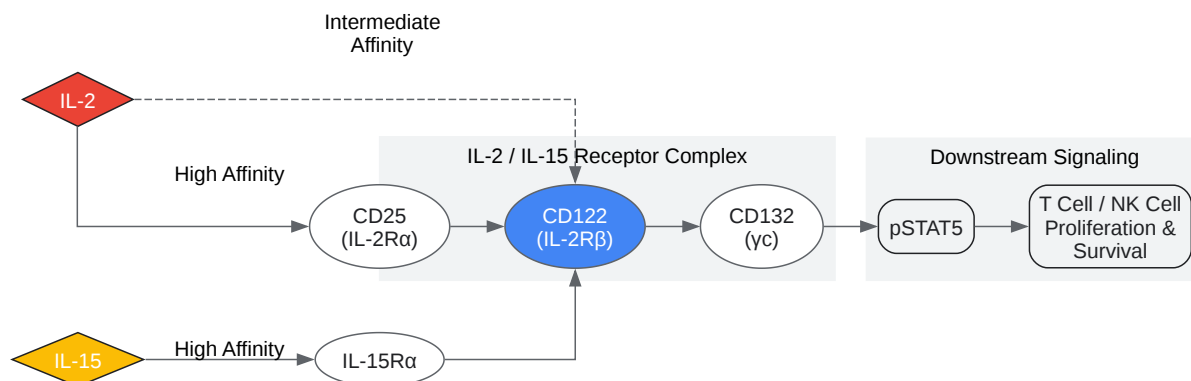 Intermediate
Affinity
IL-2
IL-2 / IL-15 Receptor Complex
Downstream Signaling
High Affinity
CD25
(IL-2Rα)
CD122
(IL-2Rβ)
CD132
(γc)
pSTAT5
T Cell / NK Cell
Proliferation &
Survival
IL-15
High Affinity
IL-15Rα